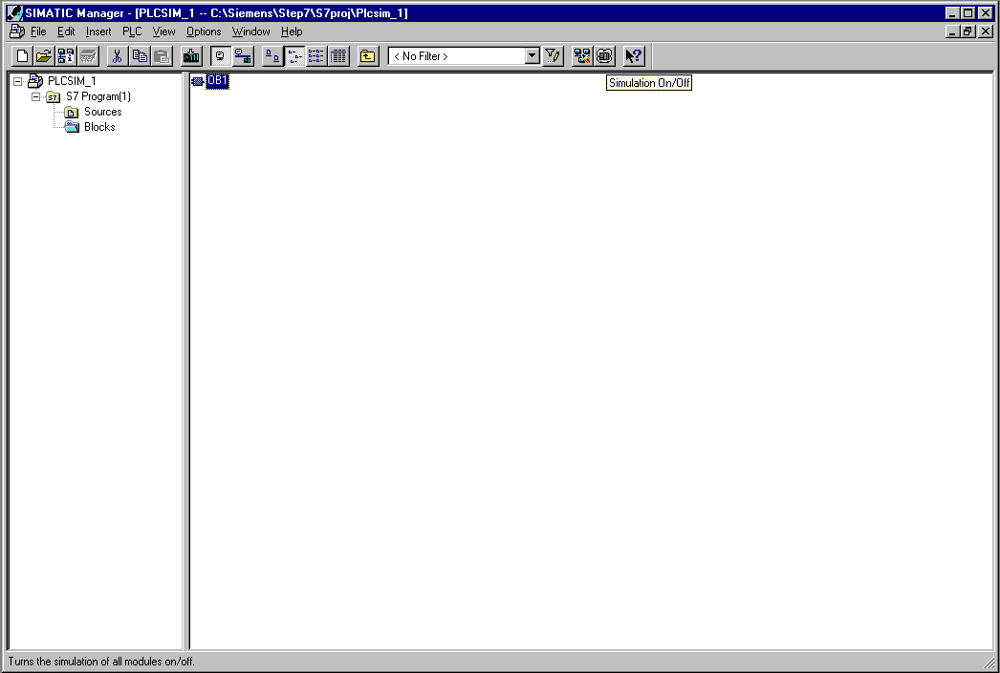 SIMATIC Manager - [PLCSIM_1 -- C:\Siemens\Step7\S7proj\Plcsim_1]
File Edit Insert PLC View Options Window Help
< No Filter >
Simulation On/Off
PLCSIM_1
S7 Program(1)
Sources
Blocks
OB1
Turns the simulation of all modules on/off.